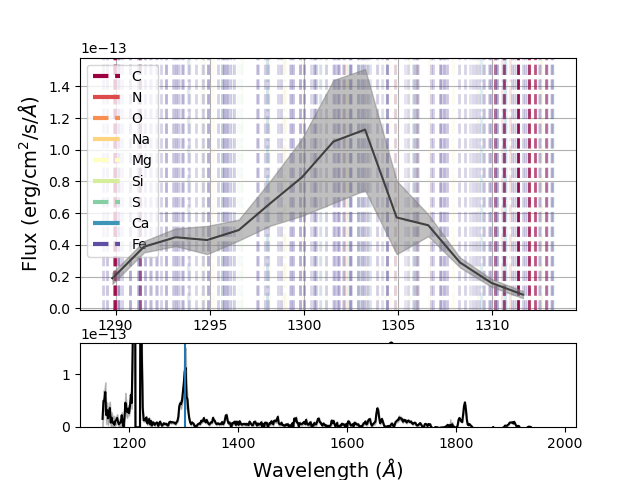 1e−13
1.4
1.2
1.0
0.8
0.6
0.4
0.2
0.0
Flux (erg/cm²/s/Å)
C
N
O
Na
Mg
Si
S
Ca
Fe
1290 1295 1300 1305 1310
1e−13
1
0
1200 1400 1600 1800 2000
Wavelength (Å)